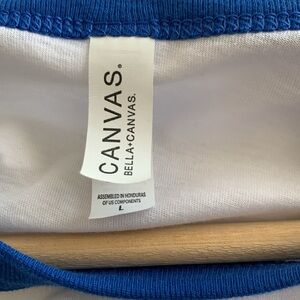 CANVAS.
BELLA+CANVAS.
ASSEMBLED IN HONDURAS
OF US COMPONENTS
L